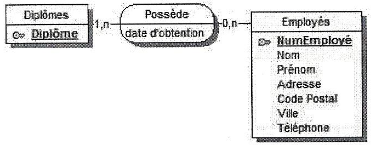 Diplômes
Diplôme
1,n
Possède
date d'obtention
0,n
Employés
NumEmployé
Nom
Prénom
Adresse
Code Postal
Ville
Téléphone